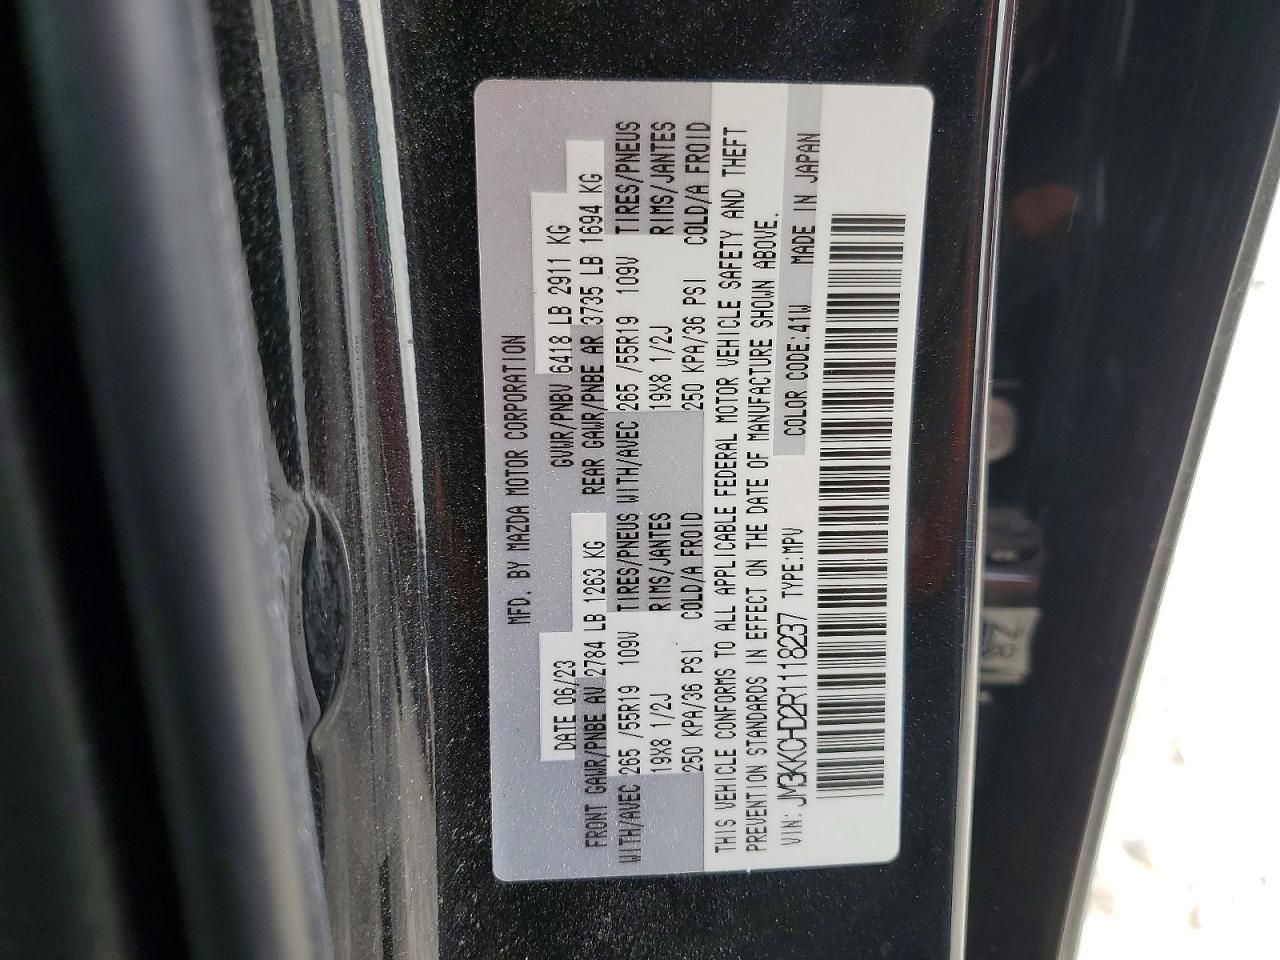 MFD. BY MAZDA MOTOR CORPORATION
DATE 06/23 GVWR/PNBV 6418 LB 2911 KG
FRONT GAWR/PNBE AV 2784 LB 1263 KG REAR GAWR/PNBE AR 3735 LB 1694 KG
WITH/AVEC 265 /55R19 109V TIRES/PNEUS WITH/AVEC 265 /55R19 109V TIRES/PNEUS
19X8 1/2J RIMS/JANTES 19X8 1/2J RIMS/JANTES
250 KPA/36 PSI COLD/A FROID 250 KPA/36 PSI COLD/A FROID
THIS VEHICLE CONFORMS TO ALL APPLICABLE FEDERAL MOTOR VEHICLE SAFETY AND THEFT
PREVENTION STANDARDS IN EFFECT ON THE DATE OF MANUFACTURE SHOWN ABOVE.
VIN: JM3KKCHD2R1118237 TYPE:MPV COLOR CODE:41W MADE IN JAPAN